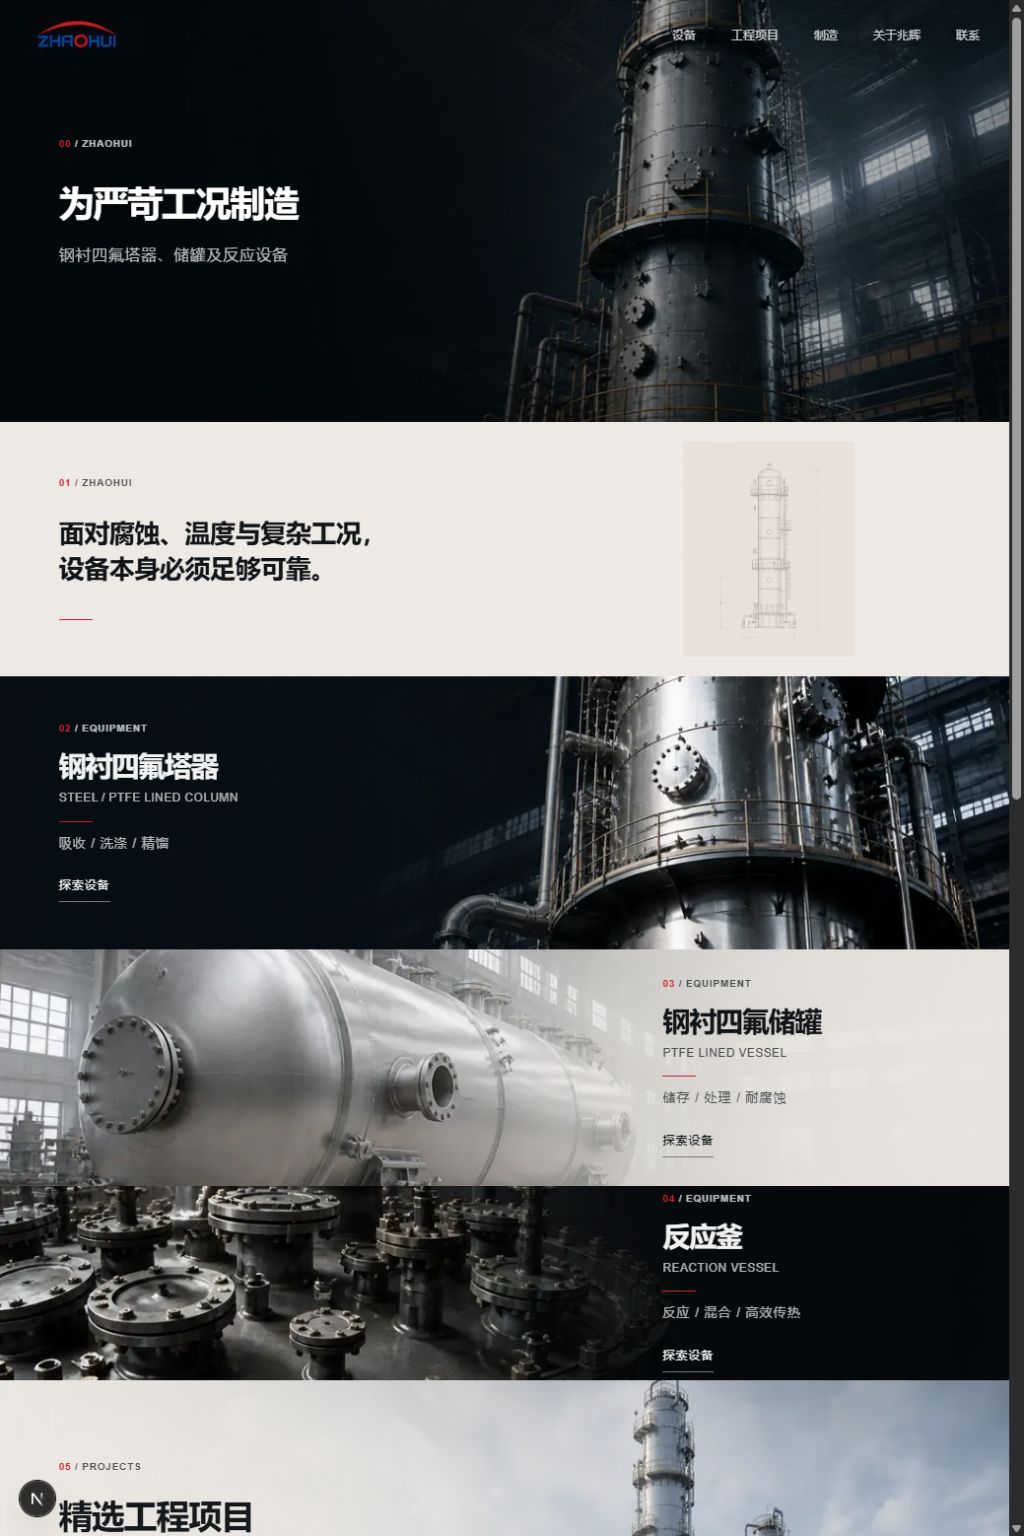 ZHAOHUI
设备
工程项目
制造
关于兆辉
联系
00 / ZHAOHUI
为严苛工况制造
钢衬四氟塔器、储罐及反应设备
01 / ZHAOHUI
面对腐蚀、温度与复杂工况，
设备本身必须足够可靠。
02 / EQUIPMENT
钢衬四氟塔器
STEEL / PTFE LINED COLUMN
吸收 / 洗涤 / 精馏
探索设备
03 / EQUIPMENT
钢衬四氟储罐
PTFE LINED VESSEL
储存 / 处理 / 耐腐蚀
探索设备
04 / EQUIPMENT
反应釜
REACTION VESSEL
反应 / 混合 / 高效传热
探索设备
05 / PROJECTS
N
精选工程项目